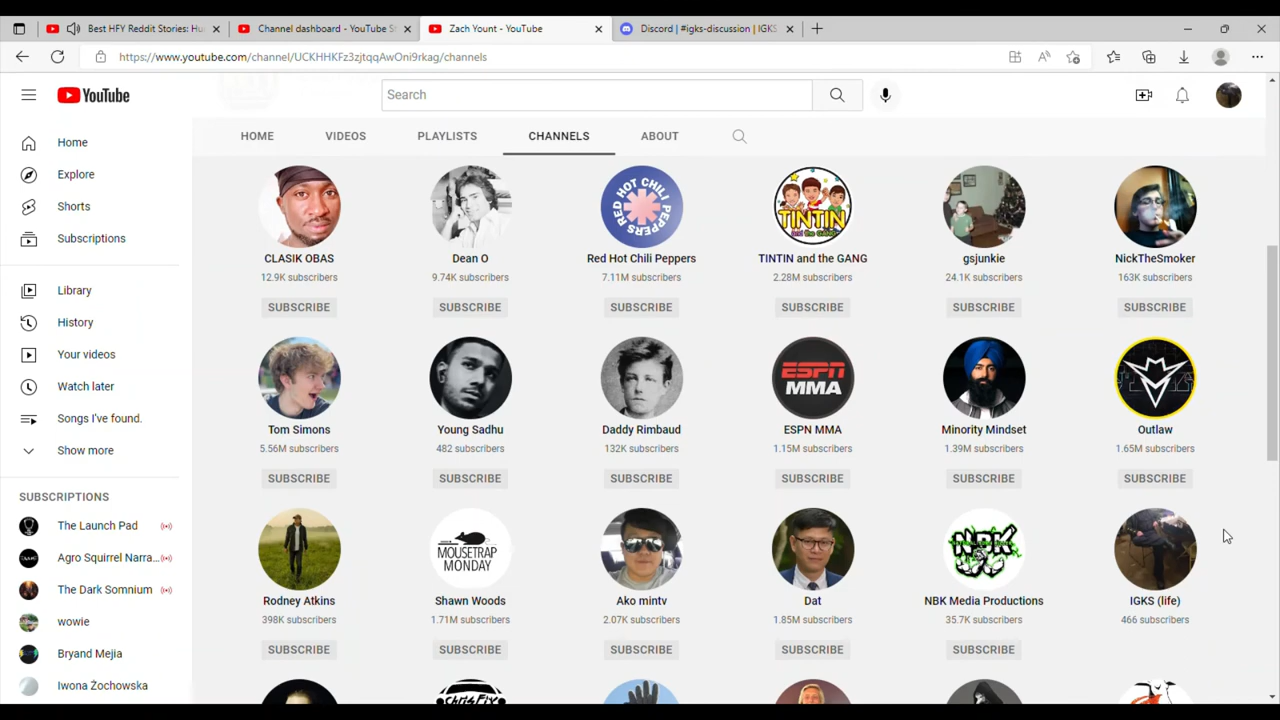 Best HFY Reddit Stories: Hu
Channel dashboard - YouTube S
Zach Yount - YouTube
Discord | #igks-discussion | IGKS
https://www.youtube.com/channel/UCKHHKFz3zjtqqAwOni9rkag/channels
YouTube
Search
HOME VIDEOS PLAYLISTS CHANNELS ABOUT
Home
Explore
Shorts
Subscriptions
Library
History
Your videos
Watch later
Songs I've found.
Show more
SUBSCRIPTIONS
The Launch Pad
Agro Squirrel Narra...
The Dark Somnium
wowie
Bryand Mejia
Iwona Żochowska
RED HOT CHILI PEPPERS
TINTIN
and the GANG
CLASIK OBAS Dean O Red Hot Chili Peppers TINTIN and the GANG gsjunkie NickTheSmoker
12.9K subscribers 9.74K subscribers 7.11M subscribers 2.28M subscribers 24.1K subscribers 163K subscribers
SUBSCRIBE SUBSCRIBE SUBSCRIBE SUBSCRIBE SUBSCRIBE SUBSCRIBE
ESPN
MMA
Tom Simons Young Sadhu Daddy Rimbaud ESPN MMA Minority Mindset Outlaw
5.56M subscribers 482 subscribers 132K subscribers 1.15M subscribers 1.39M subscribers 1.65M subscribers
SUBSCRIBE SUBSCRIBE SUBSCRIBE SUBSCRIBE SUBSCRIBE SUBSCRIBE
MOUSETRAP
MONDAY
NBK
Rodney Atkins Shawn Woods Ako mintv Dat NBK Media Productions IGKS (life)
398K subscribers 1.71M subscribers 2.07K subscribers 1.85M subscribers 35.7K subscribers 466 subscribers
SUBSCRIBE SUBSCRIBE SUBSCRIBE SUBSCRIBE SUBSCRIBE
CHRISFIX